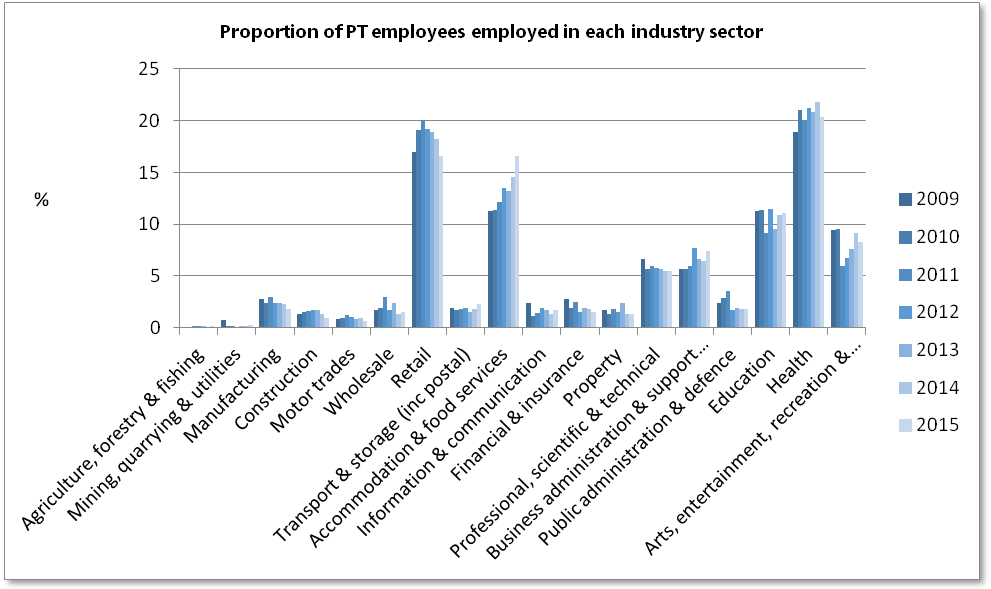 Proportion of PT employees employed in each industry sector
25
20
15
10
5
0
%
Agriculture, forestry & fishing
Mining, quarrying & utilities
Manufacturing
Construction
Motor trades
Wholesale
Retail
Transport & storage (inc postal)
Accommodation & food services
Information & communication
Financial & insurance
Property
Professional, scientific & technical
Business administration & support...
Public administration & defence
Education
Health
Arts, entertainment, recreation &...
2009
2010
2011
2012
2013
2014
2015